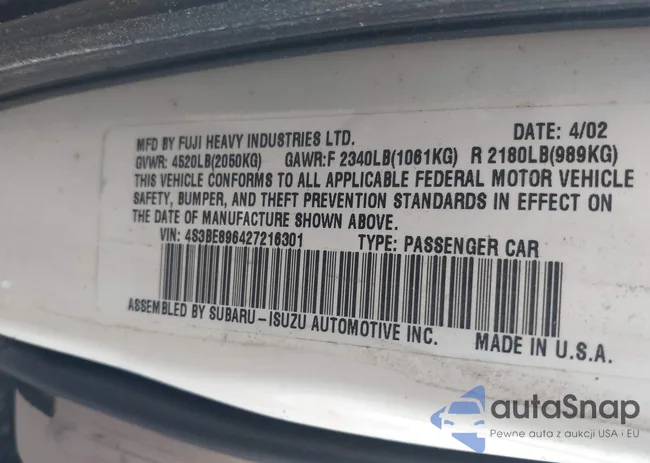 MFD BY FUJI HEAVY INDUSTRIES LTD. DATE: 4/02
GVWR: 4520LB(2050KG) GAWR:F 2340LB(1061KG) R 2180LB(989KG)
THIS VEHICLE CONFORMS TO ALL APPLICABLE FEDERAL MOTOR VEHICLE
SAFETY, BUMPER, AND THEFT PREVENTION STANDARDS IN EFFECT ON
THE DATE OF MANUFACTURE SHOWN ABOVE.
VIN: 4S3BE896427216301 TYPE: PASSENGER CAR
ASSEMBLED BY SUBARU-ISUZU AUTOMOTIVE INC. MADE IN U.S.A.
autaSnap
Pewne auta z aukcji USA i EU